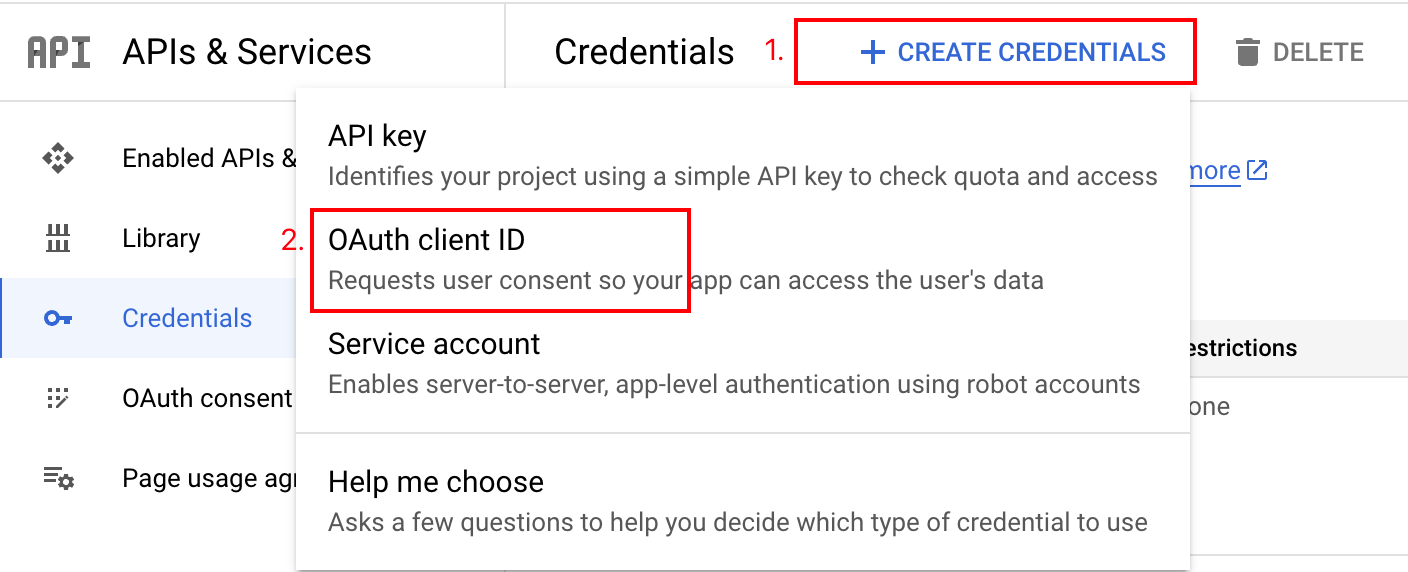 API APIs & Services
Credentials 1. + CREATE CREDENTIALS DELETE
API key
Identifies your project using a simple API key to check quota and access
Enabled APIs &
more
2. OAuth client ID
Requests user consent so your app can access the user's data
Library
Credentials
Service account
Enables server-to-server, app-level authentication using robot accounts
estrictions
OAuth consent
one
Help me choose
Asks a few questions to help you decide which type of credential to use
Page usage agr